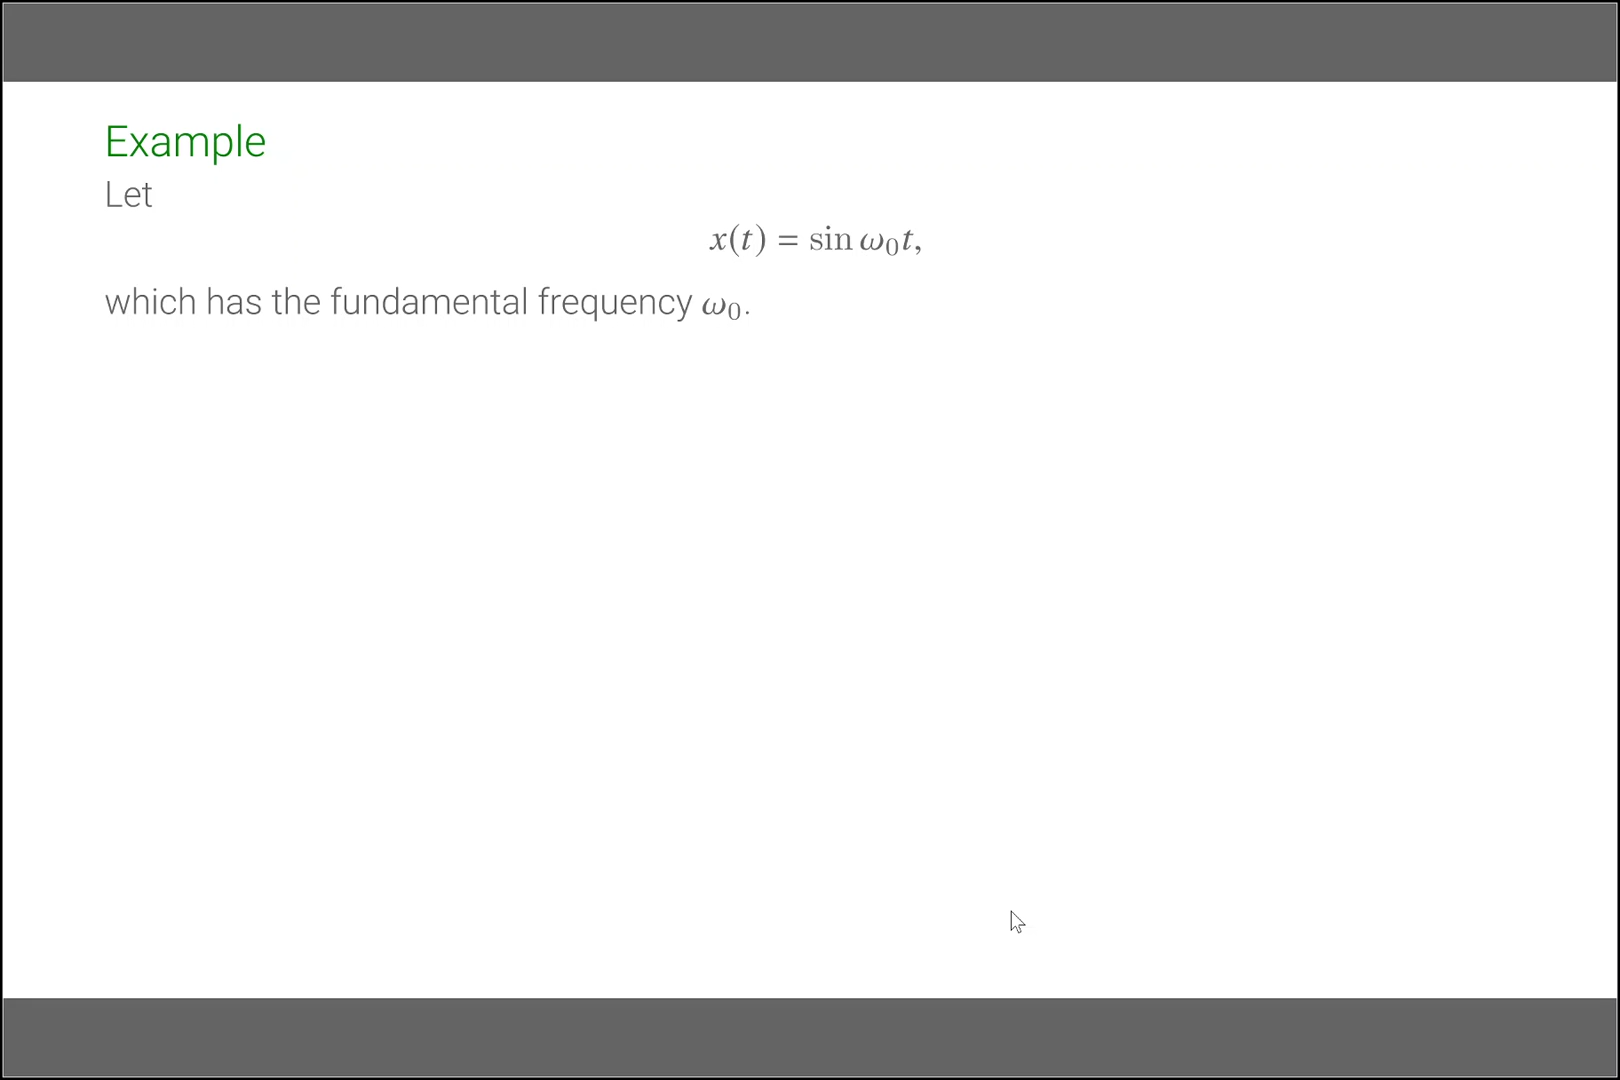 Example
Let
x(t) = sin ω₀t,
which has the fundamental frequency ω₀.